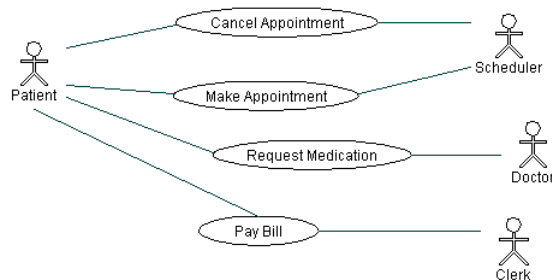 Cancel Appointment
Scheduler
Patient
Make Appointment
Request Medication
Doctor
Pay Bill
Clerk